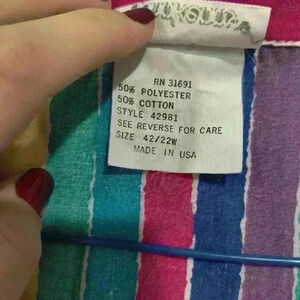 RN 31691
50% POLYESTER
50% COTTON
STYLE 42981
SEE REVERSE FOR CARE
SIZE 42/22W
MADE IN USA